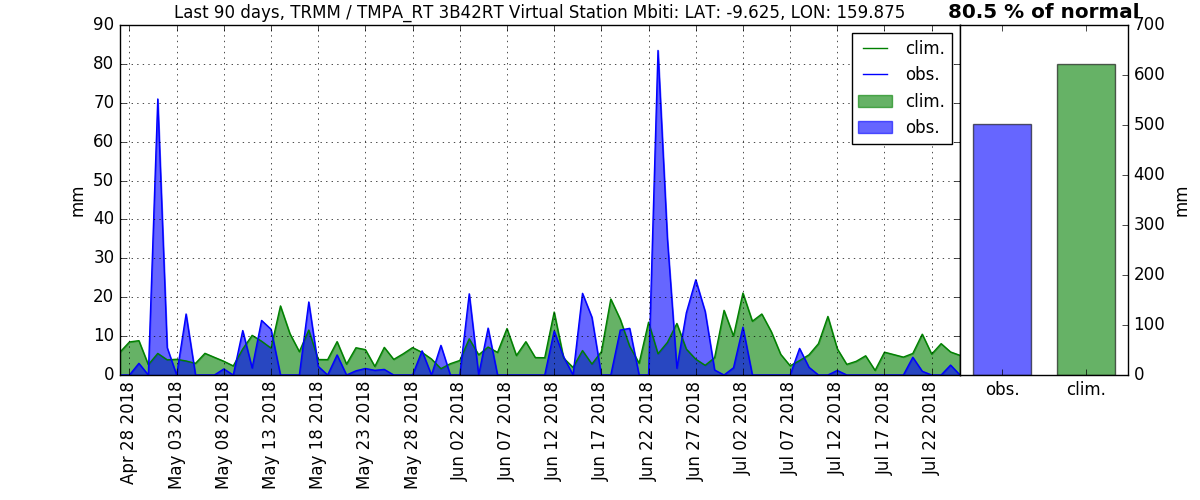 Last 90 days, TRMM / TMPA_RT 3B42RT Virtual Station Mbiti: LAT: -9.625, LON: 159.875
80.5 % of normal
90
80
70
60
50
40
30
20
10
0
mm
clim.
obs.
clim.
obs.
Apr 28 2018
May 03 2018
May 08 2018
May 13 2018
May 18 2018
May 23 2018
May 28 2018
Jun 02 2018
Jun 07 2018
Jun 12 2018
Jun 17 2018
Jun 22 2018
Jun 27 2018
Jul 02 2018
Jul 07 2018
Jul 12 2018
Jul 17 2018
Jul 22 2018
700
600
500
400
300
200
100
0
mm
obs.
clim.